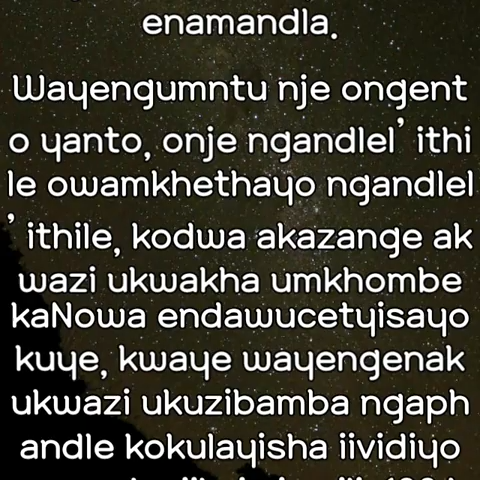 enamandla.
Wayengumntu nje ongent
o yanto, onje ngandlel’ ithi
le owamkhethayo ngandlel
’ ithile, kodwa akazange ak
wazi ukwakha umkhombe
kaNowa endawucetyisayo
kuye, kwaye wayengenak
ukwazi ukuzibamba ngaph
andle kokulayisha iividiyo